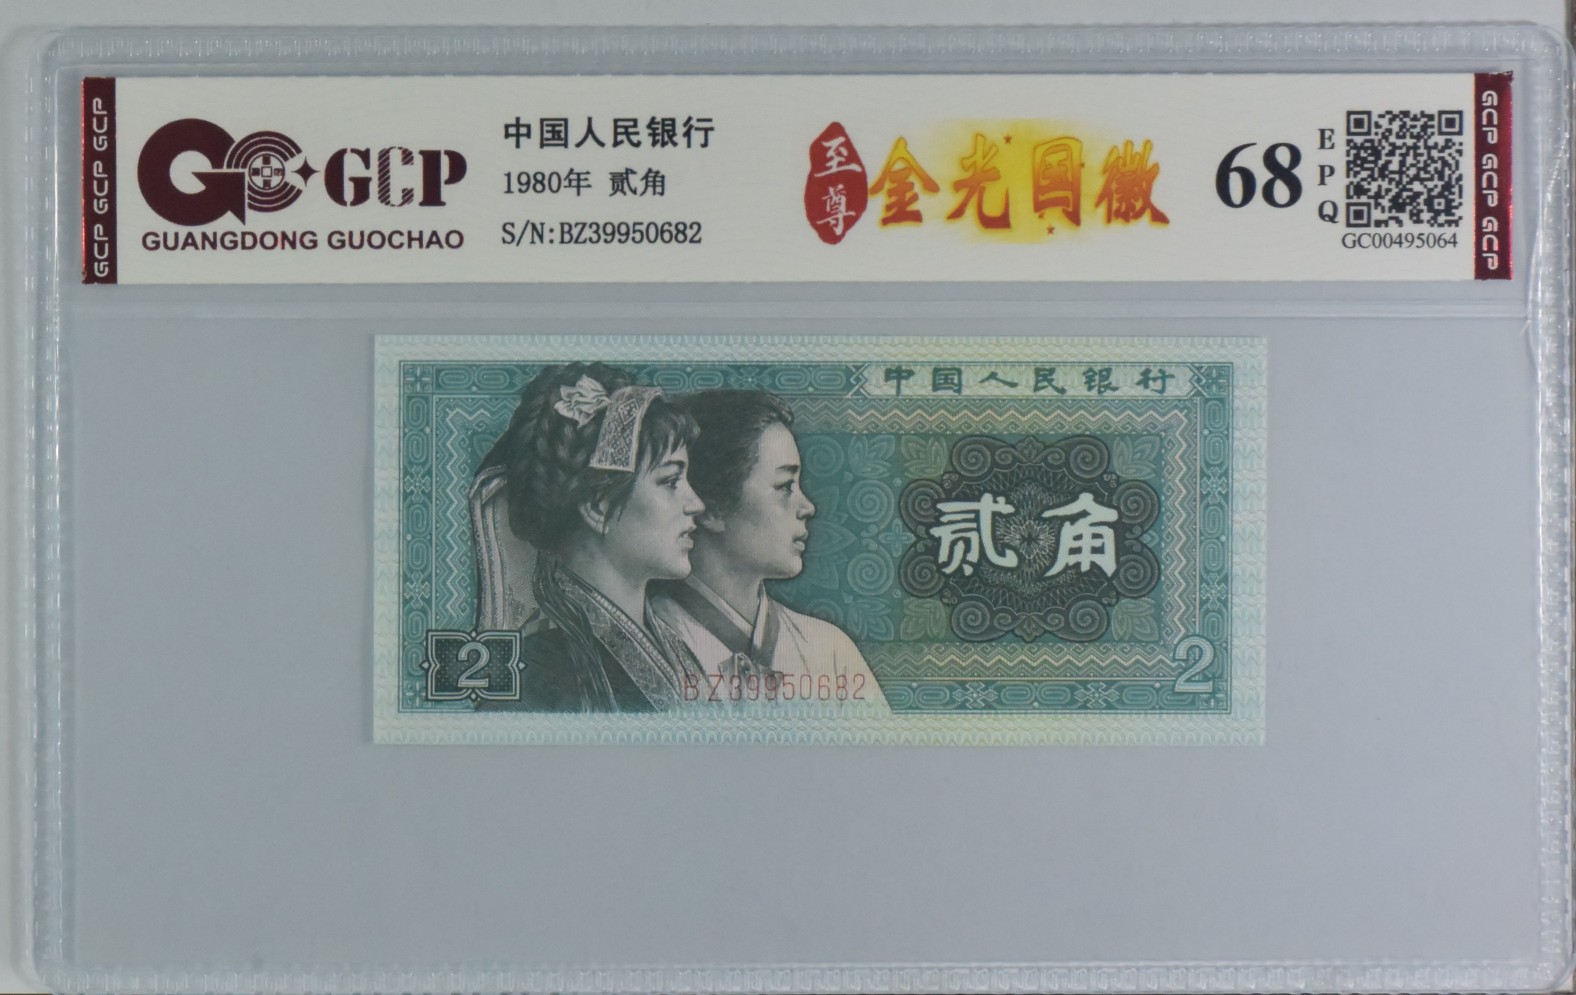 GCP GCP GCP
GCP
GUANGDONG GUOCHAO
中国人民银行
1980年 贰角
S/N:BZ39950682
至尊
金光国徽
68
EPQ
GC00495064
GCP GCP GCP
中国人民银行
贰角
2
2
BZ39950682